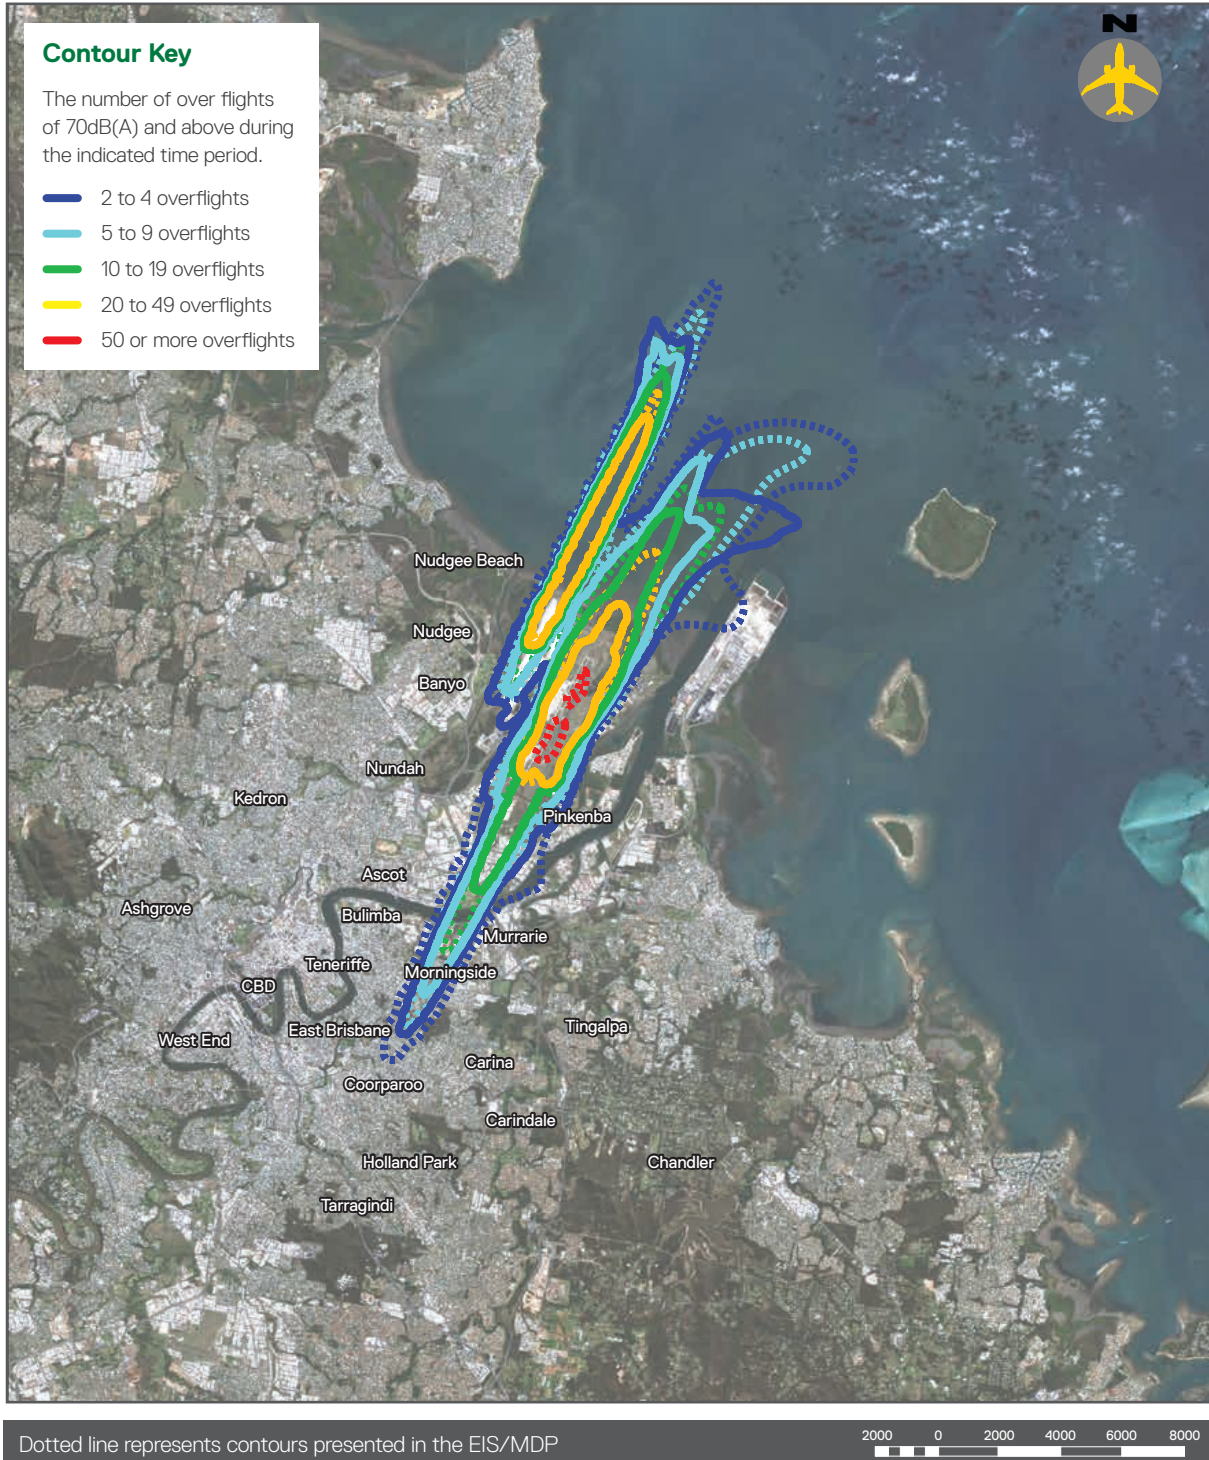 N
Contour Key
The number of over flights
of 70dB(A) and above during
the indicated time period.
2 to 4 overflights
5 to 9 overflights
10 to 19 overflights
20 to 49 overflights
50 or more overflights
Nudgee Beach
Nudgee
Banyo
Nundah
Kedron
Pinkenba
Ascot
Ashgrove
Bulimba
Murrarie
Teneriffe
Morningside
CBD
East Brisbane
Tingalpa
West End
Carina
Coorparoo
Carindale
Holland Park
Chandler
Tarragindi
Dotted line represents contours presented in the EIS/MDP
2000 0 2000 4000 6000 8000